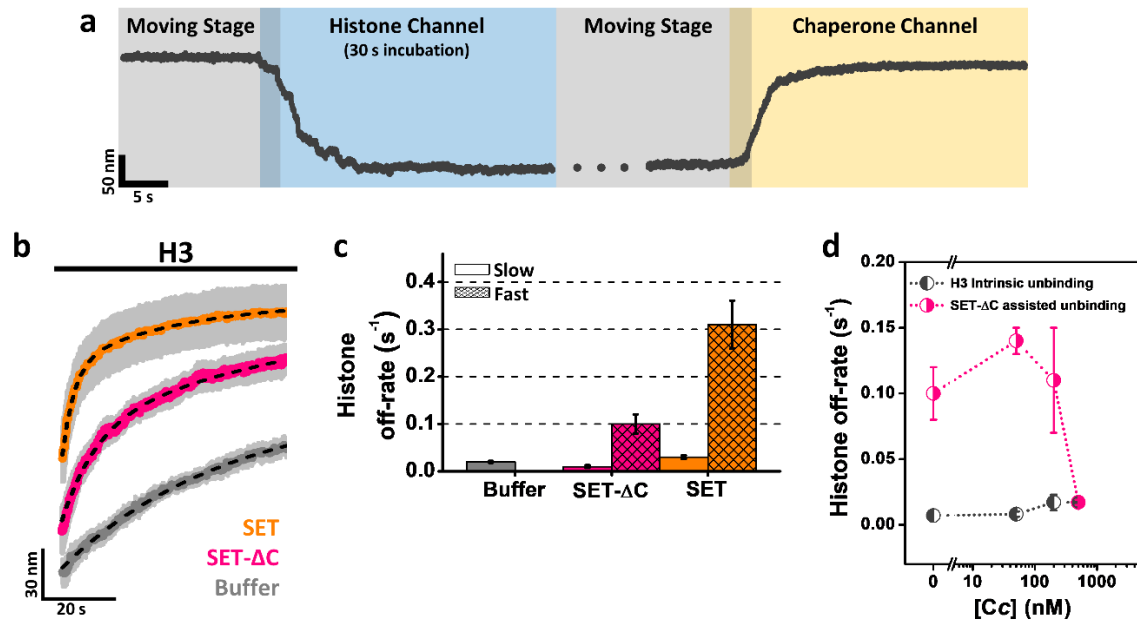 a
Moving Stage
Histone Channel
(30 s incubation)
Moving Stage
Chaperone Channel
50 nm
5 s
b
H3
SET
SET-ΔC
Buffer
30 nm
20 s
c
Slow
Fast
Histone
off-rate (s⁻¹)
0.4
0.3
0.2
0.1
0.0
Buffer
SET-ΔC
SET
d
H3 Intrinsic unbinding
SET-ΔC assisted unbinding
Histone off-rate (s⁻¹)
0.20
0.15
0.10
0.05
0.00
0
10
100
1000
[Cc] (nM)